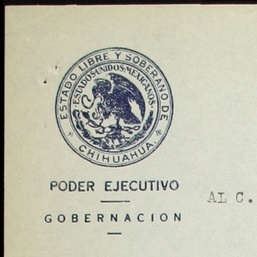 ESTADO LIBRE Y SOBERANO DE
ESTADOS UNIDOS MEXICANOS
CHIHUAHUA.
PODER EJECUTIVO
GOBERNACION
AL C.